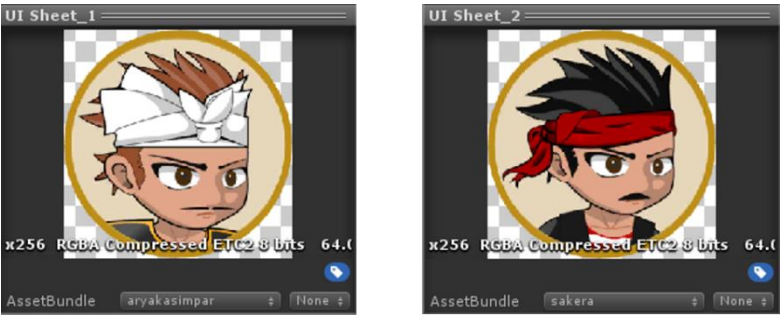 UI Sheet_1
x256 RGBA Compressed ETC2 8 bits 64.(
AssetBundle aryakasimpar None
UI Sheet_2
x256 RGBA Compressed ETC2 8 bits 64.(
AssetBundle sakera None